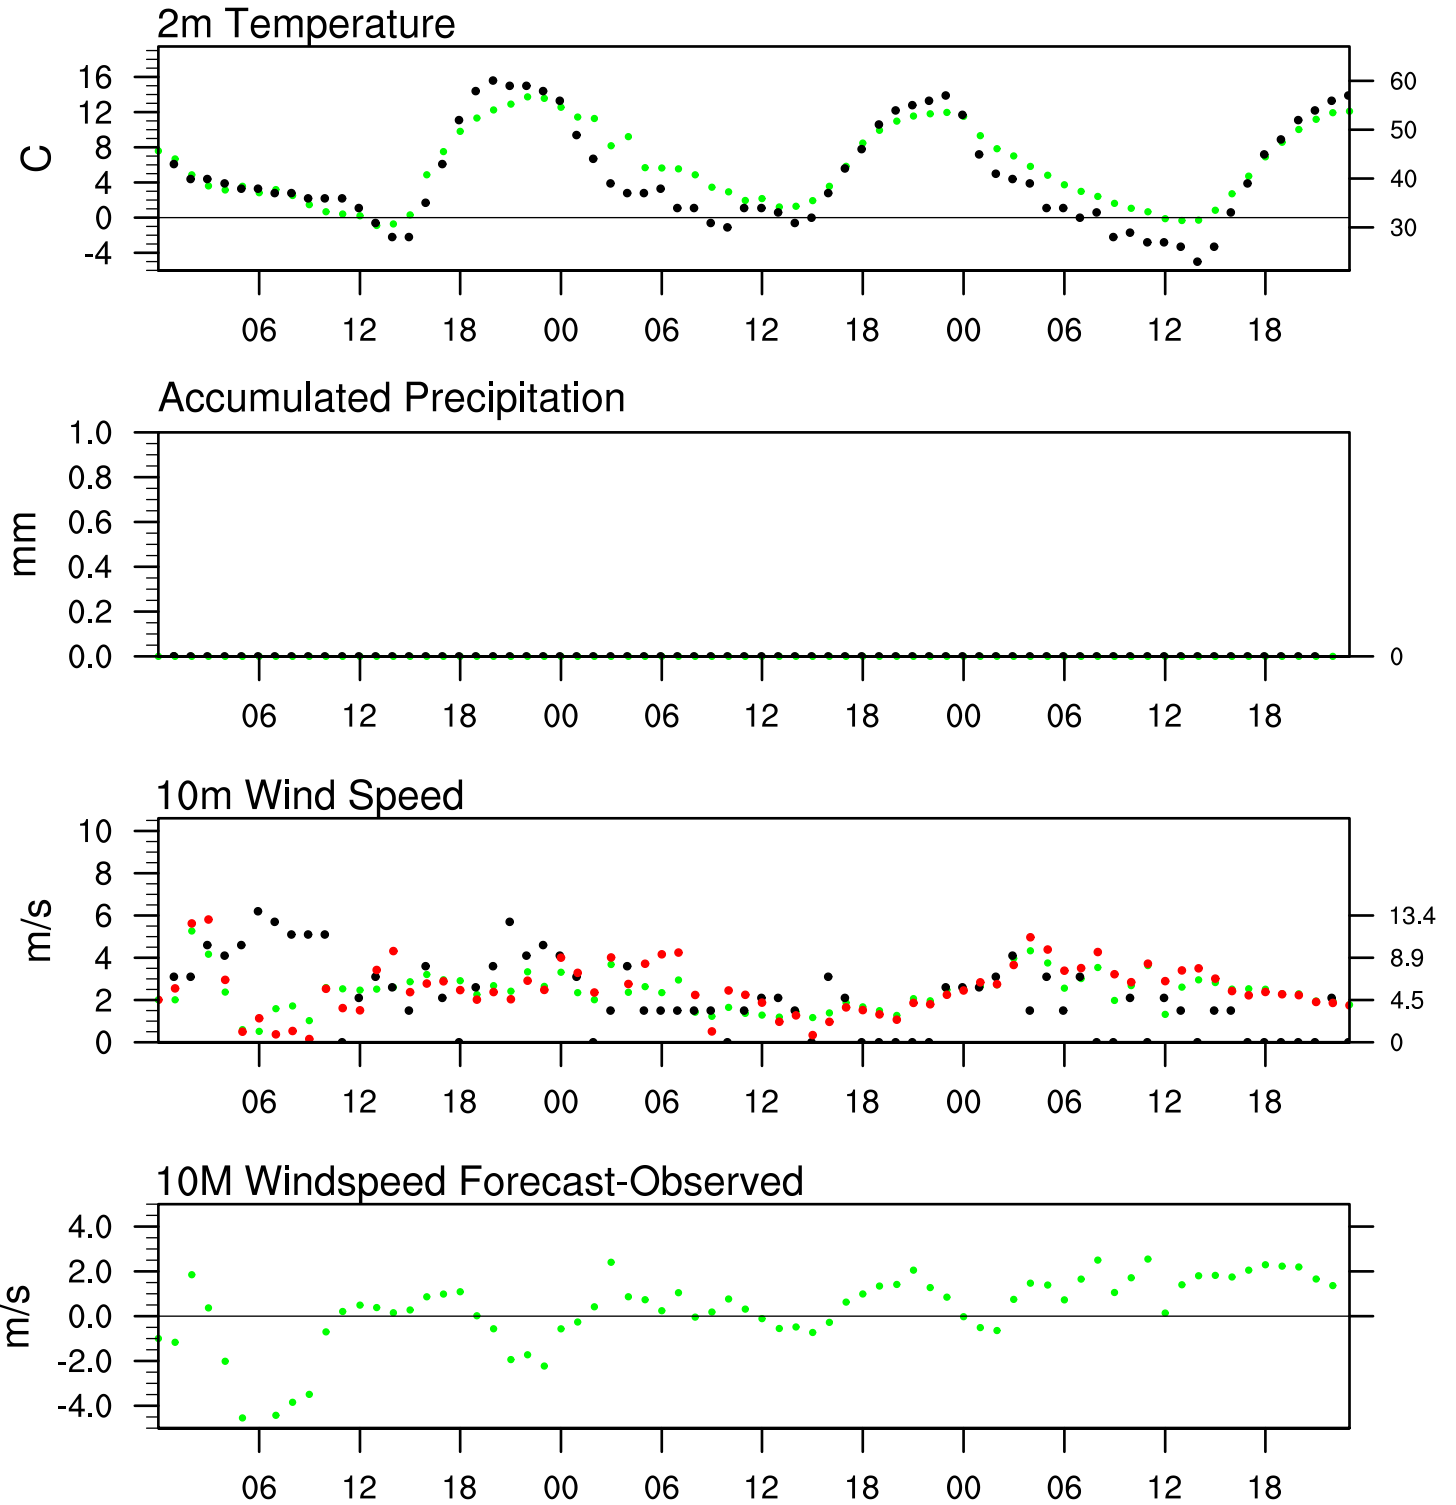 2m Temperature
C
16
12
8
4
0
-4
60
50
40
30
06 12 18 00 06 12 18 00 06 12 18
Accumulated Precipitation
mm
1.0
0.8
0.6
0.4
0.2
0.0
0
06 12 18 00 06 12 18 00 06 12 18
10m Wind Speed
m/s
10
8
6
4
2
0
13.4
8.9
4.5
0
06 12 18 00 06 12 18 00 06 12 18
10M Windspeed Forecast-Observed
m/s
4.0
2.0
0.0
-2.0
-4.0
06 12 18 00 06 12 18 00 06 12 18